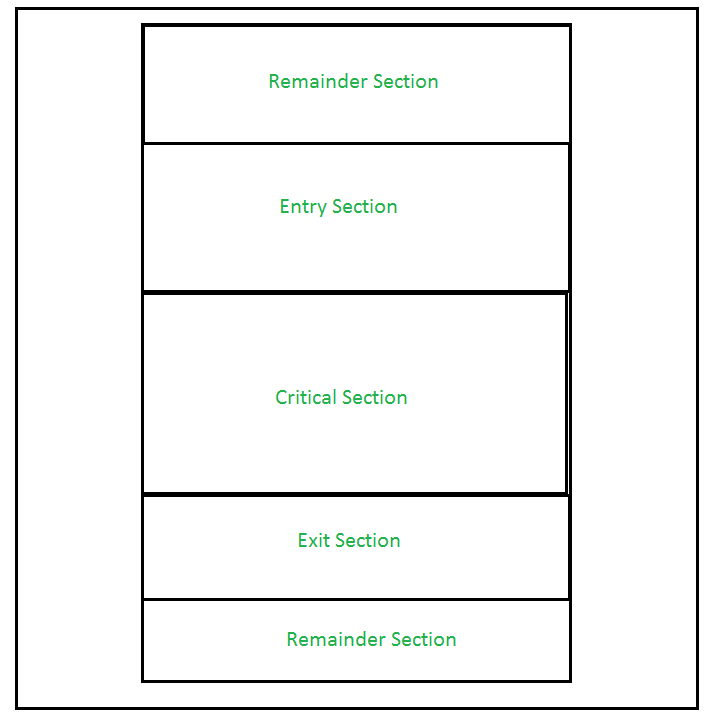 Remainder Section
Entry Section
Critical Section
Exit Section
Remainder Section